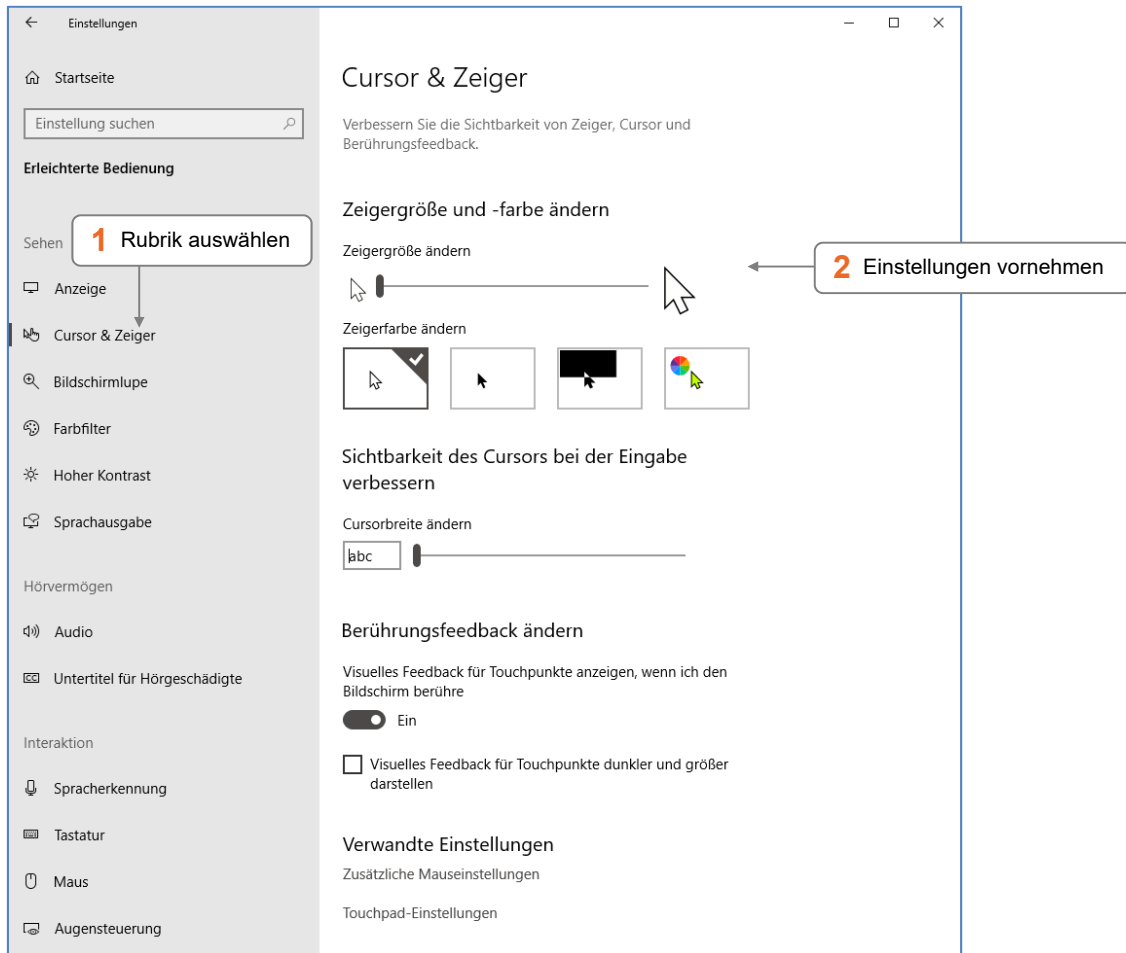 Einstellungen
Startseite
Einstellung suchen
Erleichterte Bedienung
Sehen
1 Rubrik auswählen
Anzeige
Cursor & Zeiger
Bildschirmlupe
Farbfilter
Hoher Kontrast
Sprachausgabe
Hörvermögen
Audio
CC Untertitel für Hörgeschädigte
Interaktion
Spracherkennung
Tastatur
Maus
Augensteuerung
Cursor & Zeiger
Verbessern Sie die Sichtbarkeit von Zeiger, Cursor und
Berührungsfeedback.
Zeigergröße und -farbe ändern
Zeigergröße ändern
2 Einstellungen vornehmen
Zeigerfarbe ändern
Sichtbarkeit des Cursors bei der Eingabe
verbessern
Cursorbreite ändern
abc
Berührungsfeedback ändern
Visuelles Feedback für Touchpunkte anzeigen, wenn ich den
Bildschirm berühre
Ein
Visuelles Feedback für Touchpunkte dunkler und größer
darstellen
Verwandte Einstellungen
Zusätzliche Mauseinstellungen
Touchpad-Einstellungen